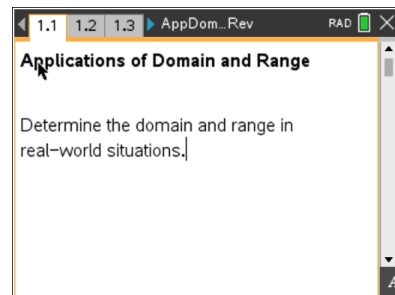 1.1 1.2 1.3 AppDom...Rev RAD
Applications of Domain and Range
Determine the domain and range in
real-world situations.